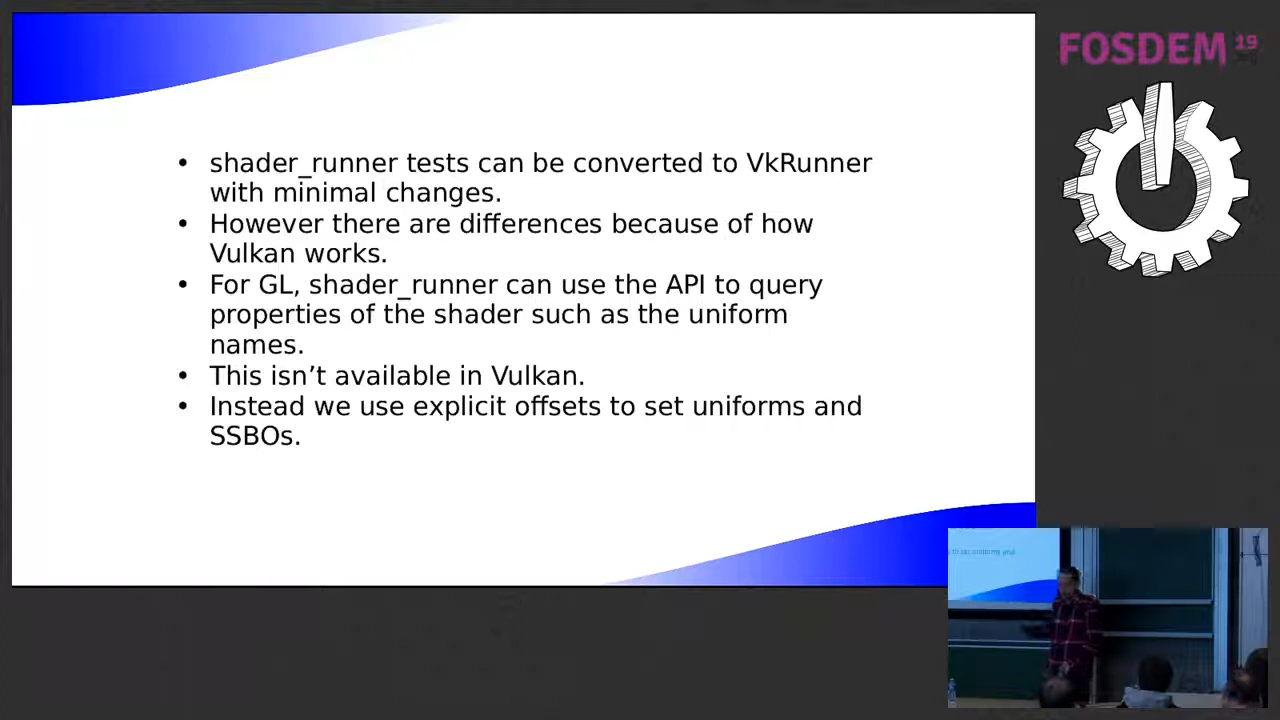 FOSDEM 19
• shader_runner tests can be converted to VkRunner
with minimal changes.
• However there are differences because of how
Vulkan works.
• For GL, shader_runner can use the API to query
properties of the shader such as the uniform
names.
• This isn’t available in Vulkan.
• Instead we use explicit offsets to set uniforms and
SSBOs.